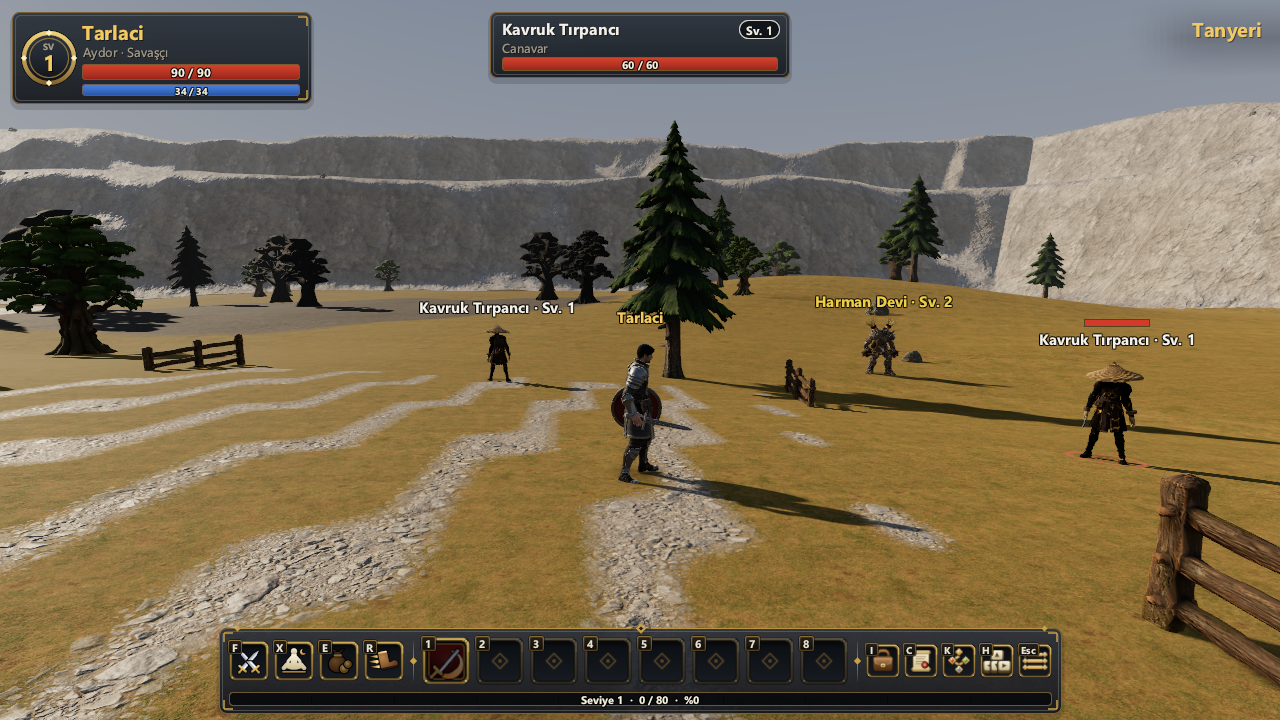 SV
1
Tarlaci
Aydor · Savaşçı
90 / 90
34 / 34
Kavruk Tırpancı
Sv. 1
Canavar
60 / 60
Tanyeri
Kavruk Tırpancı · Sv. 1
Tarlaci
Harman Devi · Sv. 2
Kavruk Tırpancı · Sv. 1
F
X
E
R
1
2
3
4
5
6
7
8
I
C
K
H
Esc
Seviye 1 · 0 / 80 · %0